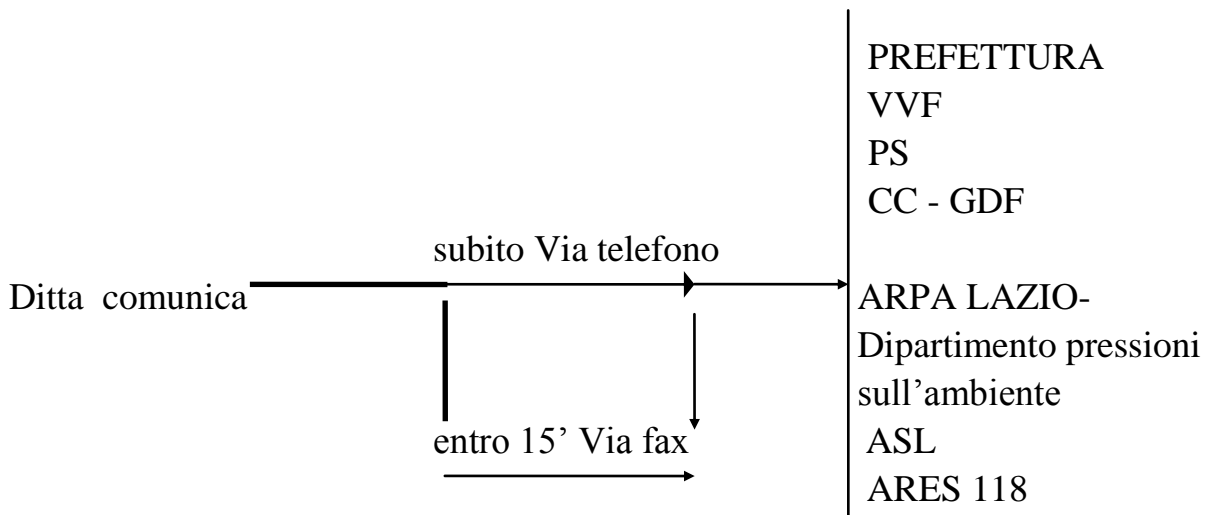 PREFETTURA
VVF
PS
CC - GDF
subito Via telefono
Ditta comunica
ARPA LAZIO-
Dipartimento pressioni
sull’ambiente
entro 15’ Via fax
ASL
ARES 118